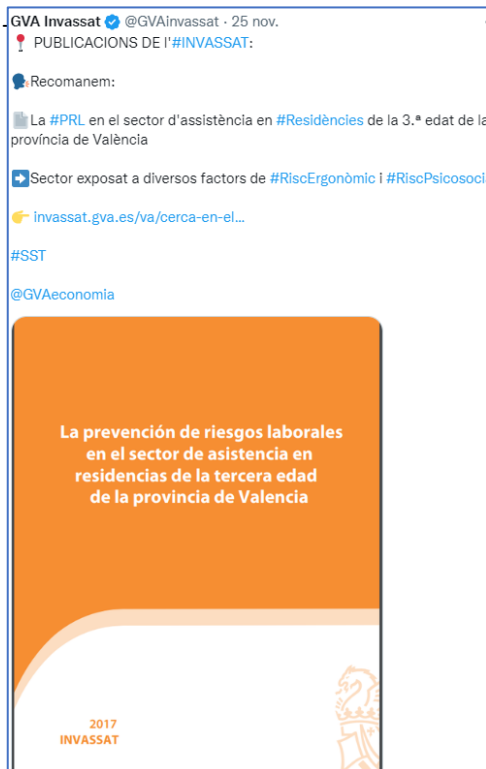 GVA Invassat @GVAinvassat · 25 nov.
📍 PUBLICACIONS DE l'#INVASSAT:
🗣Recomanem:
📄La #PRL en el sector d'assistència en #Residències de la 3.ª edat de la
província de València
➡Sector exposat a diversos factors de #RiscErgonòmic i #RiscPsicosoci
👉 invassat.gva.es/va/cerca-en-el...
#SST
@GVAeconomia
La prevención de riesgos laborales
en el sector de asistencia en
residencias de la tercera edad
de la provincia de Valencia
2017
INVASSAT